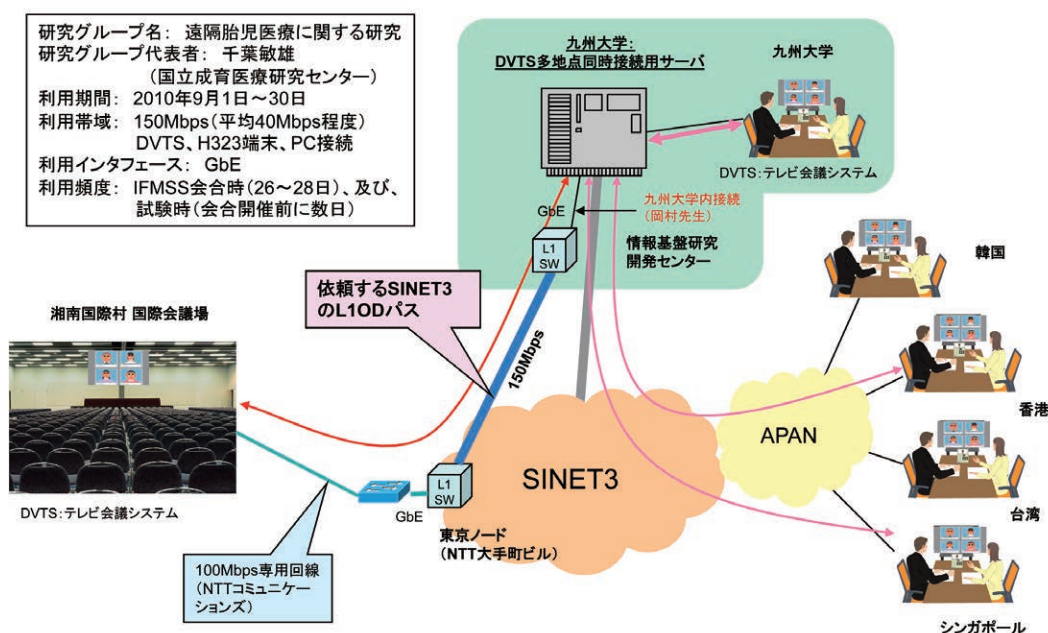 研究グループ名： 遠隔胎児医療に関する研究
研究グループ代表者： 千葉敏雄
（国立成育医療研究センター）
利用期間： 2010年9月1日～30日
利用帯域： 150Mbps（平均40Mbps程度）
DVTS、H323端末、PC接続
利用インタフェース： GbE
利用頻度： IFMSS会合時（26～28日）、及び、
試験時（会合開催前に数日）
九州大学：
DVTS多地点同時接続用サーバ
九州大学
DVTS：テレビ会議システム
GbE
九州大学内接続
（岡村先生）
L1
SW
情報基盤研究
開発センター
依頼するSINET3
のL1ODパス
150Mbps
湘南国際村 国際会議場
DVTS：テレビ会議システム
L1
SW
GbE
東京ノード
（NTT大手町ビル）
100Mbps専用回線
（NTTコミュニケー
ションズ）
SINET3
APAN
韓国
香港
台湾
シンガポール